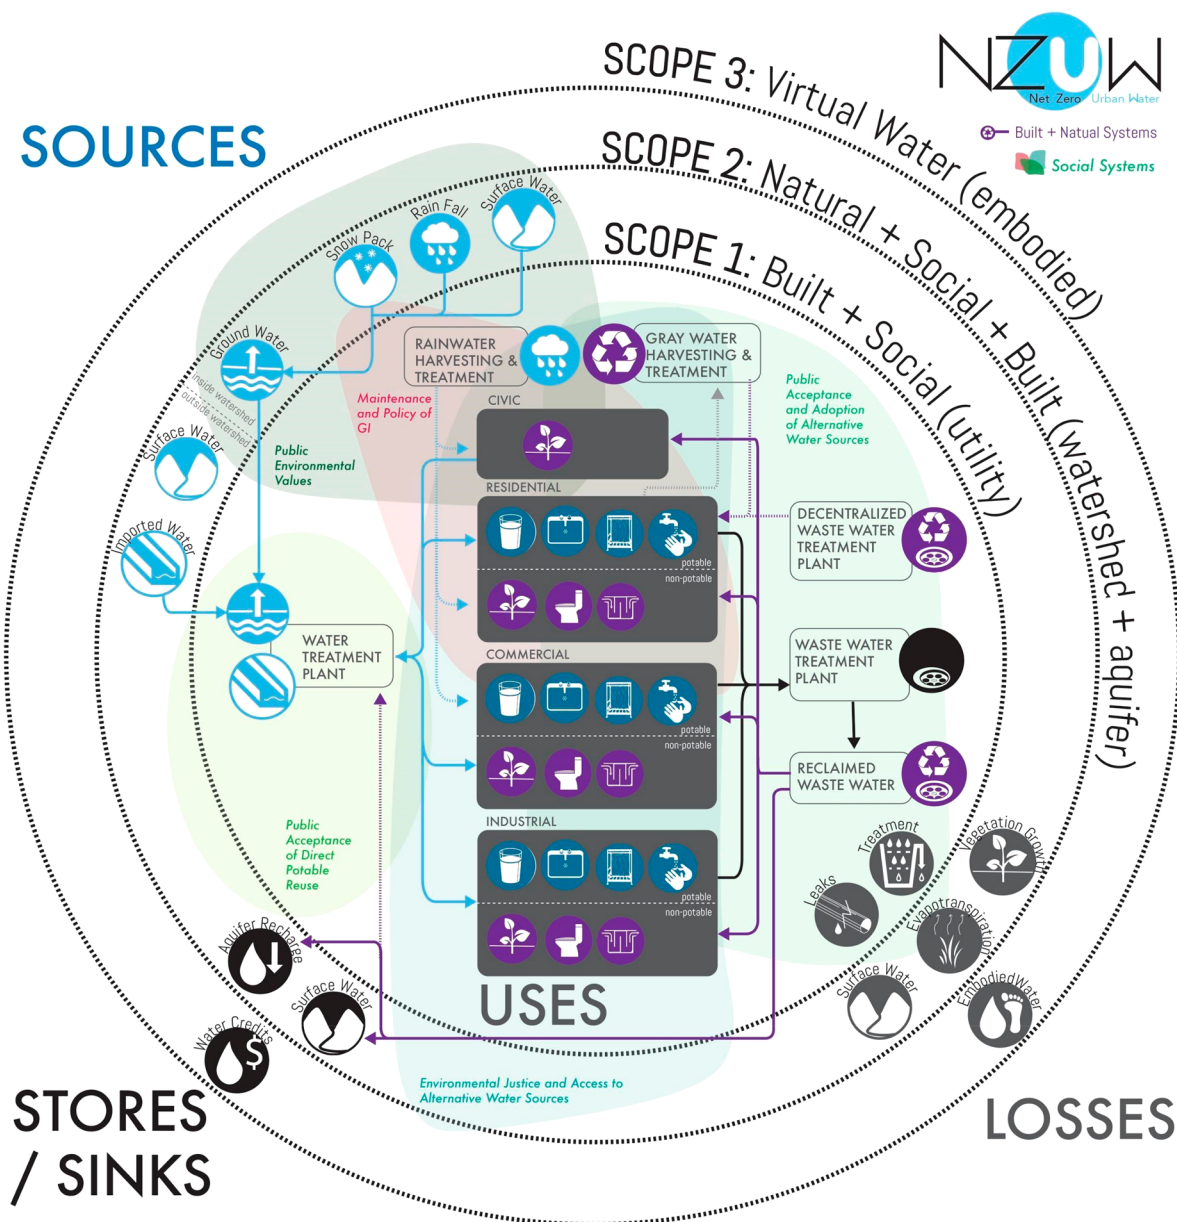 NZUW
Net Zero Urban Water
Built + Natual Systems
Social Systems
SCOPE 3: Virtual Water (embodied)
SCOPE 2: Natural + Social + Built (watershed + aquifer)
SCOPE 1: Built + Social (utility)
SOURCES
Surface Water
Rain Fall
Snow Pack
Ground Water
inside watershed
outside watershed
Surface Water
Imported Water
RAINWATER
HARVESTING &
TREATMENT
GRAY WATER
HARVESTING &
TREATMENT
Maintenance
and Policy of
GI
Public
Acceptance
and Adoption
of Alternative
Water Sources
Public
Environmental
Values
CIVIC
RESIDENTIAL
potable
non-potable
DECENTRALIZED
WASTE WATER
TREATMENT
PLANT
WATER
TREATMENT
PLANT
COMMERCIAL
potable
non-potable
WASTE WATER
TREATMENT
PLANT
RECLAIMED
WASTE WATER
INDUSTRIAL
potable
non-potable
Public
Acceptance
of Direct
Potable
Reuse
USES
Treatment
Vegetation Growth
Leaks
Evapotranspiration
Surface Water
EmbodiedWater
Aquifer Recharge
Surface Water
Water Credits
$
Environmental Justice and Access to
Alternative Water Sources
STORES
/ SINKS
LOSSES